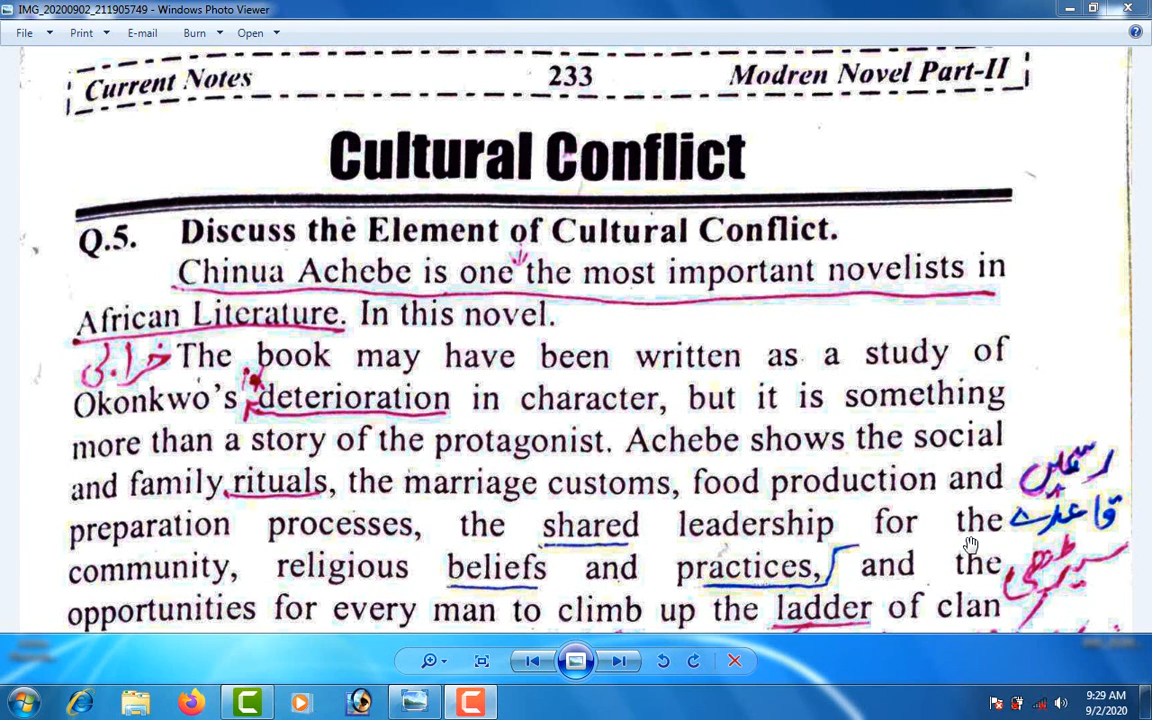 IMG_20200902_211905749 - Windows Photo Viewer
File Print E-mail Burn Open
Current Notes 233 Modren Novel Part-II
Cultural Conflict
Q.5. Discuss the Element of Cultural Conflict.
Chinua Achebe is one the most important novelists in
African Literature. In this novel.
خرابی The book may have been written as a study of
Okonkwo's deterioration in character, but it is something
more than a story of the protagonist. Achebe shows the social
and family rituals, the marriage customs, food production and رسمیں
preparation processes, the shared leadership for the قاعدے
community, religious beliefs and practices, and the سیڑھی
opportunities for every man to climb up the ladder of clan
9:29 AM
9/2/2020